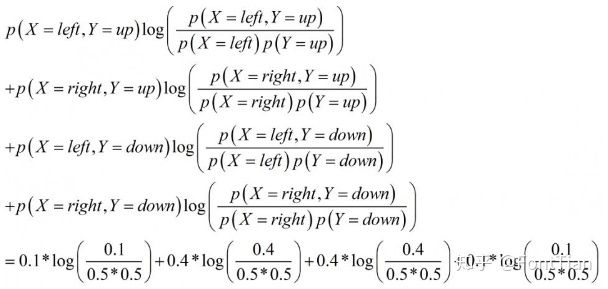 p(X = left, Y = up)log(p(X = left, Y = up) / p(X = left) p(Y = up))
+p(X = right, Y = up)log(p(X = right, Y = up) / p(X = right) p(Y = up))
+p(X = left, Y = down)log(p(X = left, Y = down) / p(X = left) p(Y = down))
+p(X = right, Y = down)log(p(X = right, Y = down) / p(X = right) p(Y = down))
= 0.1*log(0.1 / 0.5*0.5)+0.4*log(0.4 / 0.5*0.5)+0.4*log(0.4 / 0.5*0.5)+0.1*log(0.1 / 0.5*0.5)
知乎 @FontTian